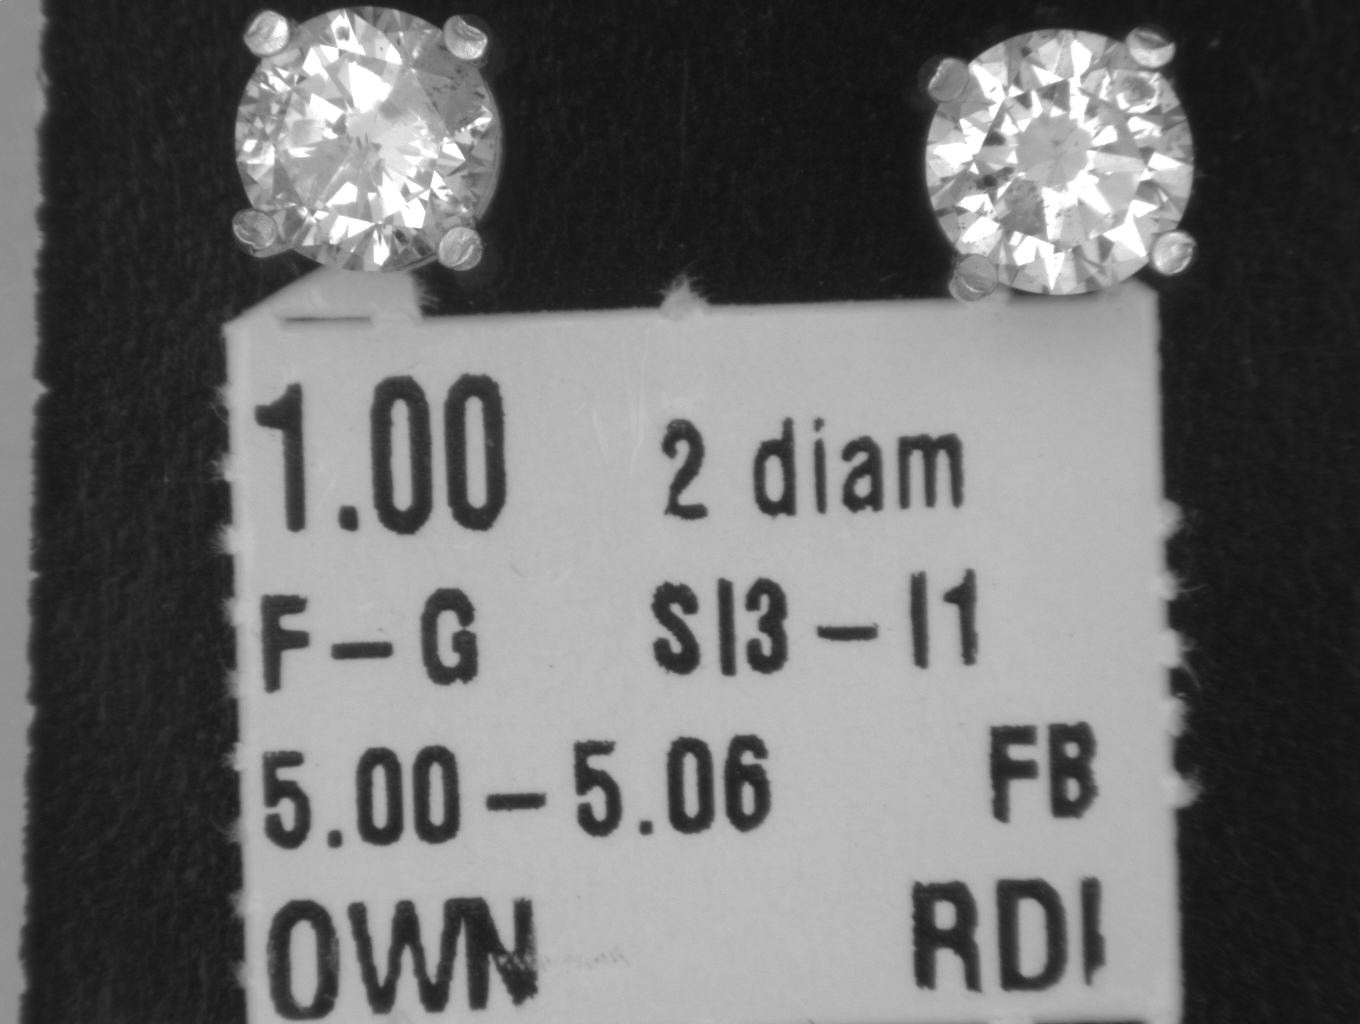 1.00 2 diam
F-G SI3-I1
5.00-5.06 FB
OWN RDI